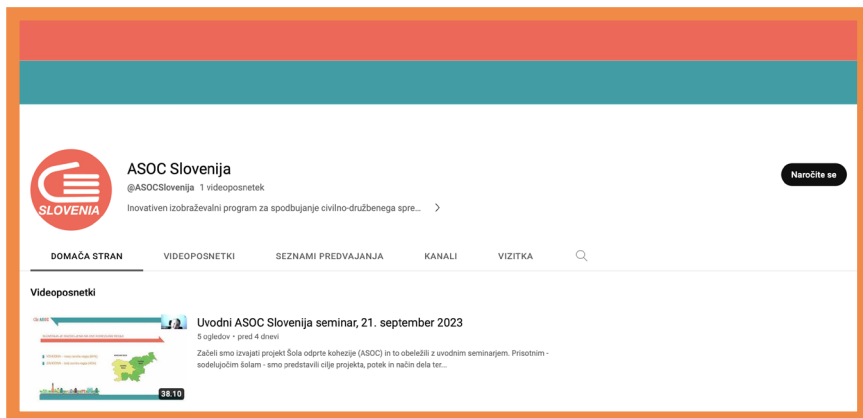 ASOC Slovenija
@ASOCSlovenija 1 videoposnetek
Naročite se
Inovativen izobraževalni program za spodbujanje civilno-družbenega spre...
SLOVENIA
DOMAČA STRAN VIDEOPOSNETKI SEZNAMI PREDVAJANJA KANALI VIZITKA
Videoposnetki
Uvodni ASOC Slovenija seminar, 21. september 2023
5 ogledov • pred 4 dnevi
Začeli smo izvajati projekt Šola odprte kohezije (ASOC) in to obeležili z uvodnim seminarjem. Prisotnim -
sodelujočim šolam - smo predstavili cilje projekta, potek in način dela ter...
38.10